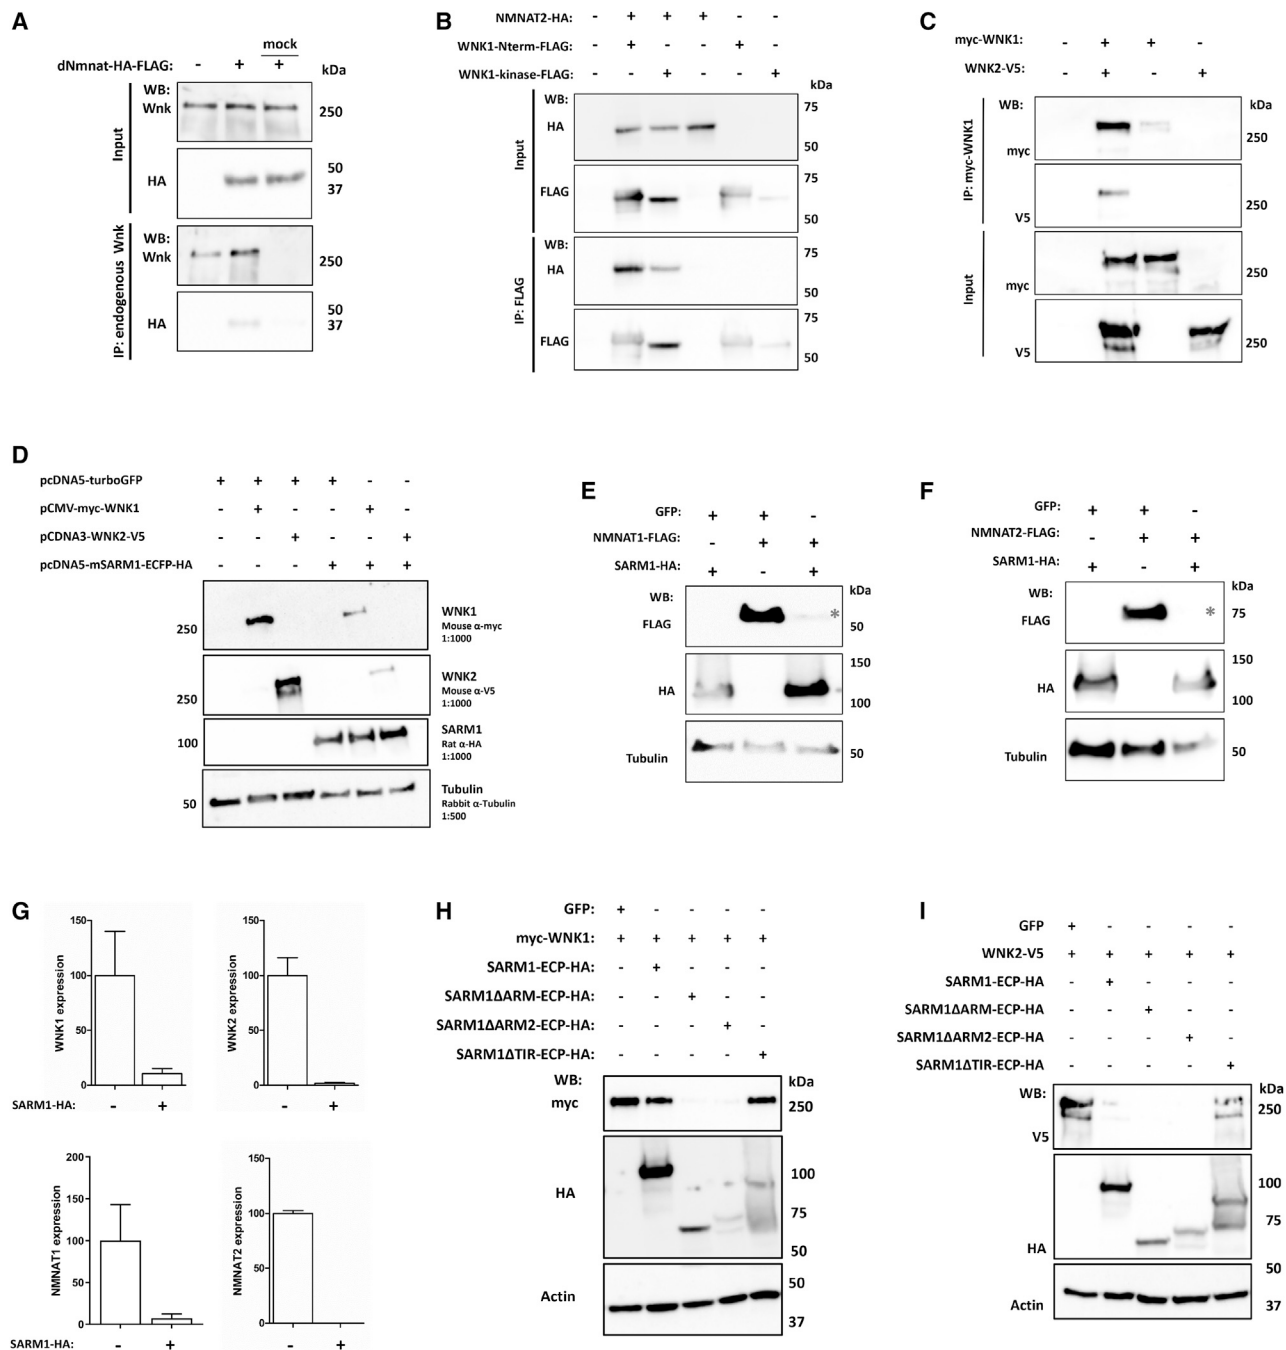 A
mock
dNmnat-HA-FLAG: - + +
kDa
WB:
Wnk
250
Input
HA
50
37
WB:
Wnk
250
IP: endogenous Wnk
HA
50
37
B
NMNAT2-HA: - + + + - -
WNK1-Nterm-FLAG: - + - - + -
WNK1-kinase-FLAG: - - + - - +
kDa
WB:
HA
75
50
Input
FLAG
75
50
WB:
HA
75
50
IP: FLAG
FLAG
75
50
C
myc-WNK1: - + + -
WNK2-V5: - + - +
WB:
kDa
myc
250
IP: myc-WNK1
V5
250
myc
250
Input
V5
250
D
pcDNA5-turboGFP + + + + - -
pCMV-myc-WNK1 - + - - + -
pCDNA3-WNK2-V5 - - + - - +
pcDNA5-mSARM1-ECFP-HA - - - + + +
250
WNK1
Mouse α-myc
1:1000
250
WNK2
Mouse α-V5
1:1000
100
SARM1
Rat α-HA
1:1000
50
Tubulin
Rabbit α-Tubulin
1:500
E
GFP: + + -
NMNAT1-FLAG: - + +
SARM1-HA: + - +
WB:
kDa
FLAG
*
50
HA
150
100
Tubulin
50
F
GFP: + + -
NMNAT2-FLAG: - + +
SARM1-HA: + - +
WB:
kDa
FLAG
*
75
HA
150
100
Tubulin
50
G
WNK1 expression
150
100
50
0
SARM1-HA: - +
WNK2 expression
150
100
50
0
- +
NMNAT1 expression
200
150
100
50
0
SARM1-HA: - +
NMNAT2 expression
150
100
50
0
- +
H
GFP: + - - - -
myc-WNK1: + + + + +
SARM1-ECP-HA: - + - - -
SARM1ΔARM-ECP-HA: - - + - -
SARM1ΔARM2-ECP-HA: - - - + -
SARM1ΔTIR-ECP-HA: - - - - +
WB:
kDa
myc
250
HA
100
75
50
Actin
50
37
I
GFP + - - - -
WNK2-V5 + + + + +
SARM1-ECP-HA - + - - -
SARM1ΔARM-ECP-HA - - + - -
SARM1ΔARM2-ECP-HA - - - + -
SARM1ΔTIR-ECP-HA - - - - +
WB:
kDa
250
V5
HA
100
75
50
Actin
37